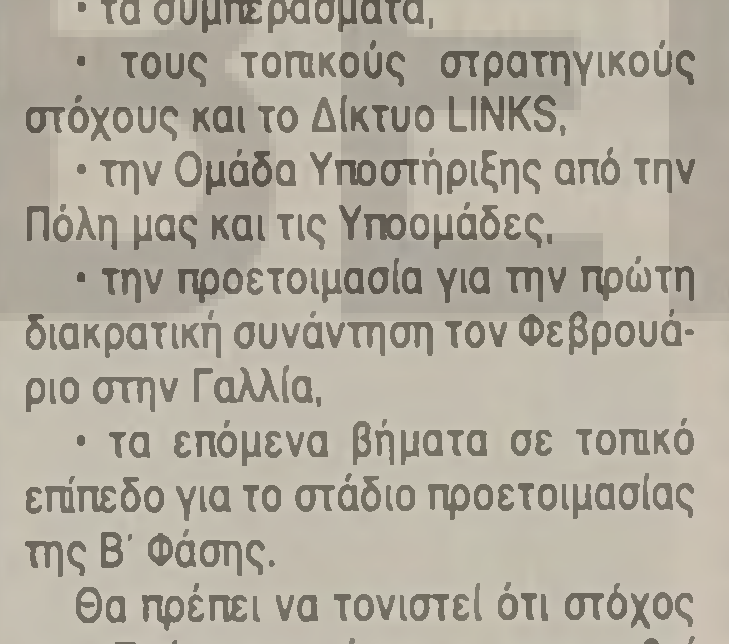 • τα συμπεράσματα,
• τους τοπικούς στρατηγικούς
στόχους και το Δίκτυο LINKS,
• την Ομάδα Υποστήριξης από την
Πόλη μας και τις Υποομάδες,
• την προετοιμασία για την πρώτη
διακρατική συνάντηση τον Φεβρουά-
ριο στην Γαλλία,
• τα επόμενα βήματα σε τοπικό
επίπεδο για το στάδιο προετοιμασίας
της Β΄ Φάσης.
Θα πρέπει να τονιστεί ότι στόχος